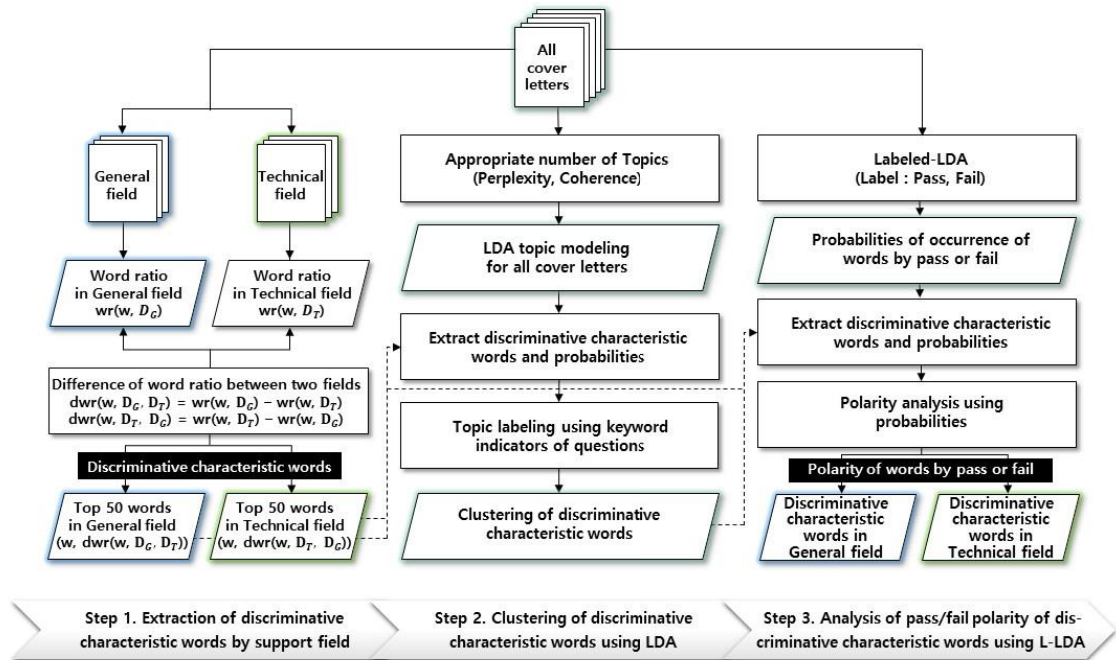 All
cover
letters
General
field
Technical
field
Word ratio
in General field
wr(w, D_G)
Word ratio
in Technical field
wr(w, D_T)
Difference of word ratio between two fields
dwr(w, D_G, D_T) = wr(w, D_G) − wr(w, D_T)
dwr(w, D_T, D_G) = wr(w, D_T) − wr(w, D_G)
Discriminative characteristic words
Top 50 words
in General field
(w, dwr(w, D_G, D_T))
Top 50 words
in Technical field
(w, dwr(w, D_T, D_G))
Appropriate number of Topics
(Perplexity, Coherence)
LDA topic modeling
for all cover letters
Extract discriminative characteristic
words and probabilities
Topic labeling using keyword
indicators of questions
Clustering of discriminative
characteristic words
Labeled-LDA
(Label : Pass, Fail)
Probabilities of occurrence of
words by pass or fail
Extract discriminative characteristic
words and probabilities
Polarity analysis using
probabilities
Polarity of words by pass or fail
Discriminative
characteristic
words in
General field
Discriminative
characteristic
words in
Technical field
Step 1. Extraction of discriminative
characteristic words by support field
Step 2. Clustering of discriminative
characteristic words using LDA
Step 3. Analysis of pass/fail polarity of dis-
criminative characteristic words using L-LDA